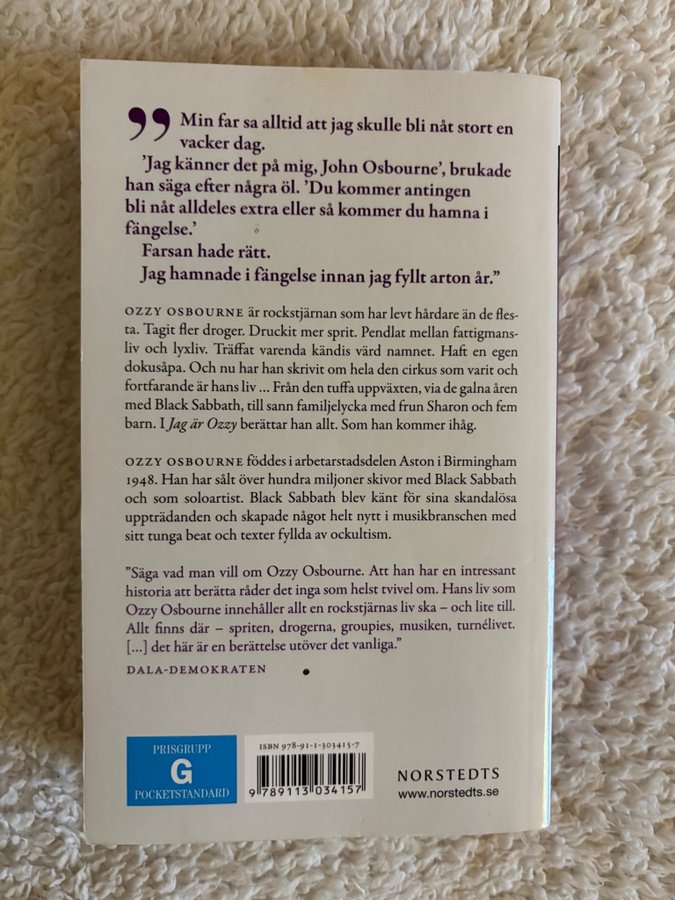 ”Min far sa alltid att jag skulle bli nåt stort en
vacker dag.
’Jag känner det på mig, John Osbourne’, brukade
han säga efter några öl. ’Du kommer antingen
bli nåt alldeles extra eller så kommer du hamna i
fängelse.’
Farsan hade rätt.
Jag hamnade i fängelse innan jag fyllt arton år.”
OZZY OSBOURNE är rockstjärnan som har levt hårdare än de fles-
ta. Tagit fler droger. Druckit mer sprit. Pendlat mellan fattigmans-
liv och lyxliv. Träffat varenda kändis värd namnet. Haft en egen
dokusåpa. Och nu har han skrivit om hela den cirkus som varit och
fortfarande är hans liv ... Från den tuffa uppväxten, via de galna åren
med Black Sabbath, till sann familjelycka med frun Sharon och fem
barn. I Jag är Ozzy berättar han allt. Som han kommer ihåg.
OZZY OSBOURNE föddes i arbetarstadsdelen Aston i Birmingham
1948. Han har sålt över hundra miljoner skivor med Black Sabbath
och som soloartist. Black Sabbath blev känt för sina skandalösa
uppträdanden och skapade något helt nytt i musikbranschen med
sitt tunga beat och texter fyllda av ockultism.
”Säga vad man vill om Ozzy Osbourne. Att han har en intressant
historia att berätta råder det inga som helst tvivel om. Hans liv som
Ozzy Osbourne innehåller allt en rockstjärnas liv ska – och lite till.
Allt finns där – spriten, drogerna, groupies, musiken, turnélivet.
[...] det här är en berättelse utöver det vanliga.”
DALA-DEMOKRATEN
PRISGRUPP
G
POCKETSTANDARD
ISBN 978-91-1-303415-7
9 789113 034157
NORSTEDTS
www.norstedts.se